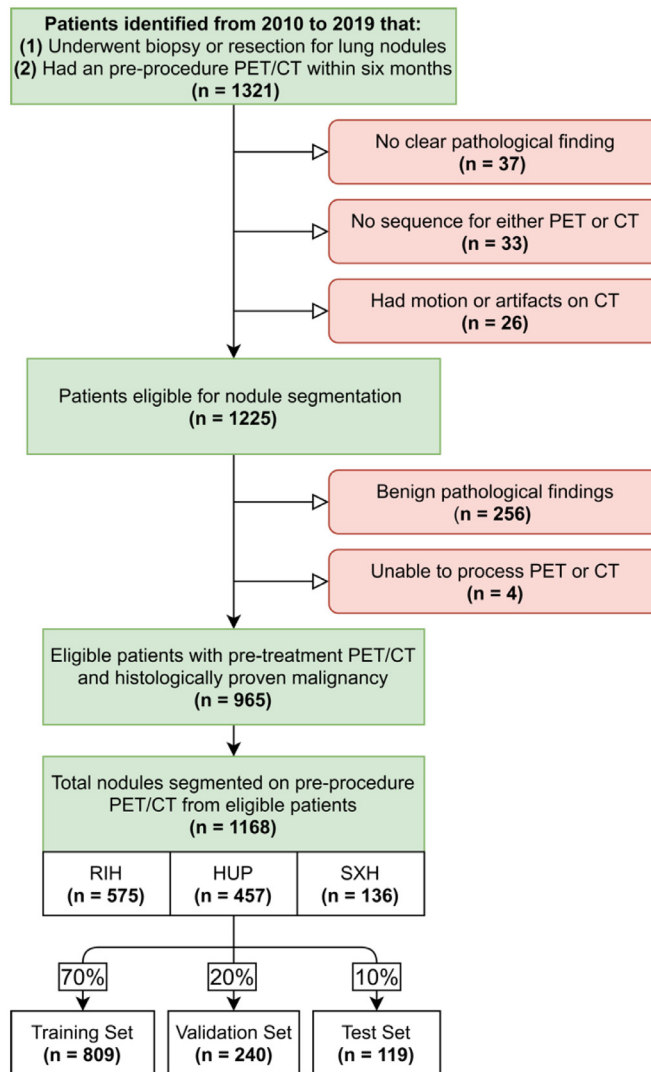 Patients identified from 2010 to 2019 that:
(1) Underwent biopsy or resection for lung nodules
(2) Had an pre-procedure PET/CT within six months
(n = 1321)
No clear pathological finding
(n = 37)
No sequence for either PET or CT
(n = 33)
Had motion or artifacts on CT
(n = 26)
Patients eligible for nodule segmentation
(n = 1225)
Benign pathological findings
(n = 256)
Unable to process PET or CT
(n = 4)
Eligible patients with pre-treatment PET/CT
and histologically proven malignancy
(n = 965)
Total nodules segmented on pre-procedure
PET/CT from eligible patients
(n = 1168)
RIH
(n = 575)
HUP
(n = 457)
SXH
(n = 136)
70%
20%
10%
Training Set
(n = 809)
Validation Set
(n = 240)
Test Set
(n = 119)